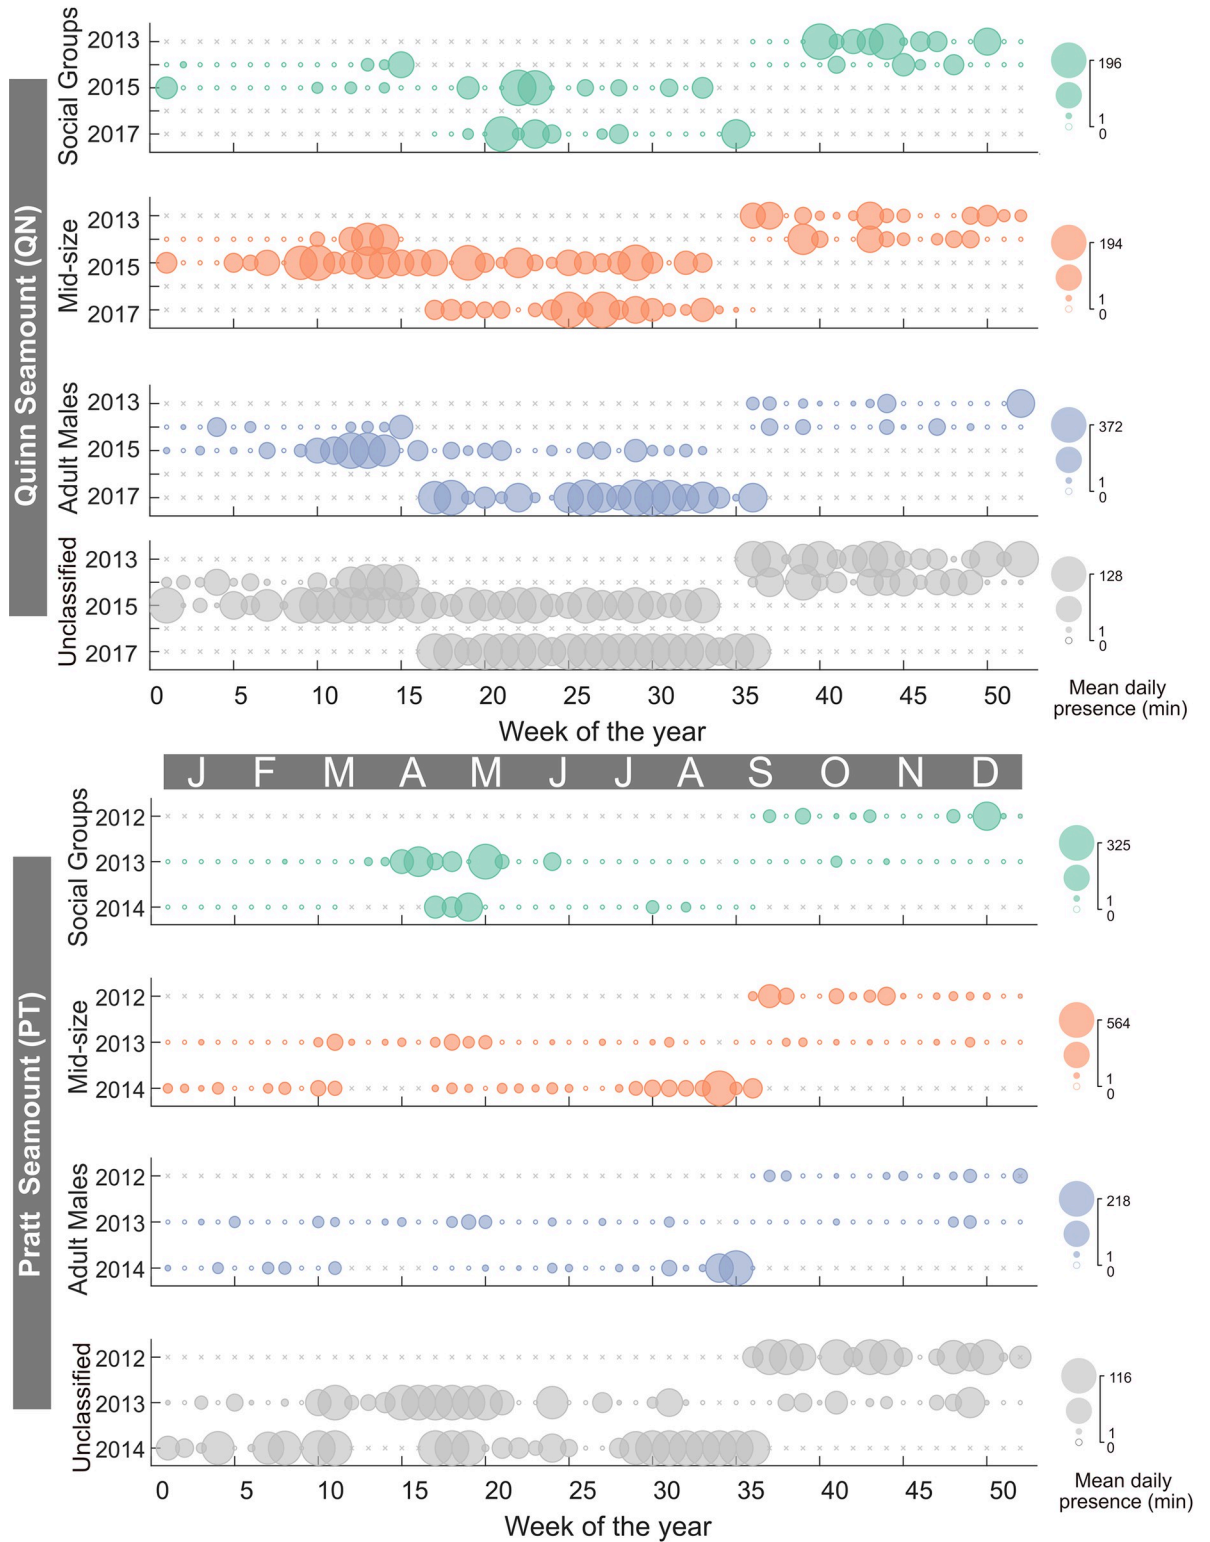 Quinn Seamount (QN)
Social Groups
2013
2015
2017
196
1
0
Mid-size
2013
2015
2017
194
1
0
Adult Males
2013
2015
2017
372
1
0
Unclassified
2013
2015
2017
128
1
0
0 5 10 15 20 25 30 35 40 45 50
Week of the year
Mean daily
presence (min)
J F M A M J J A S O N D
Pratt Seamount (PT)
Social Groups
2012
2013
2014
325
1
0
Mid-size
2012
2013
2014
564
1
0
Adult Males
2012
2013
2014
218
1
0
Unclassified
2012
2013
2014
116
1
0
0 5 10 15 20 25 30 35 40 45 50
Week of the year
Mean daily
presence (min)